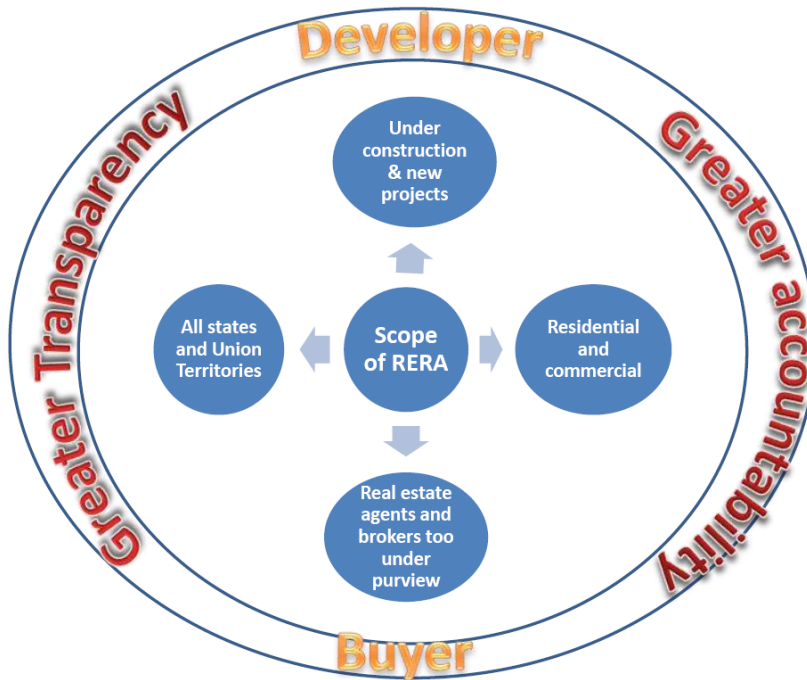 Developer
Greater Transparency
Greater accountability
Under
construction
& new
projects
All states
and Union
Territories
Scope
of RERA
Residential
and
commercial
Real estate
agents and
brokers too
under
purview
Buyer